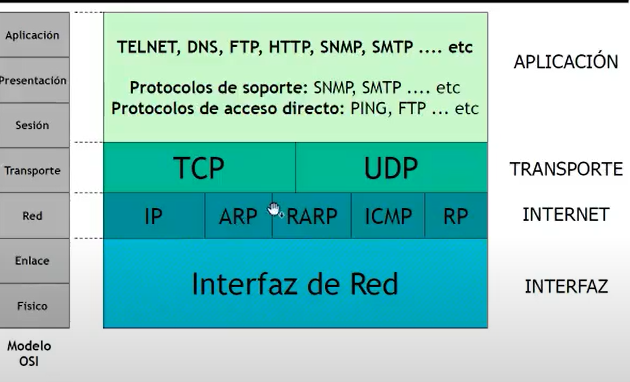 Aplicación
Presentación
Sesión
Transporte
Red
Enlace
Físico
Modelo
OSI
TELNET, DNS, FTP, HTTP, SNMP, SMTP .... etc
Protocolos de soporte: SNMP, SMTP .... etc
Protocolos de acceso directo: PING, FTP ... etc
TCP UDP
IP ARP RARP ICMP RP
Interfaz de Red
APLICACIÓN
TRANSPORTE
INTERNET
INTERFAZ